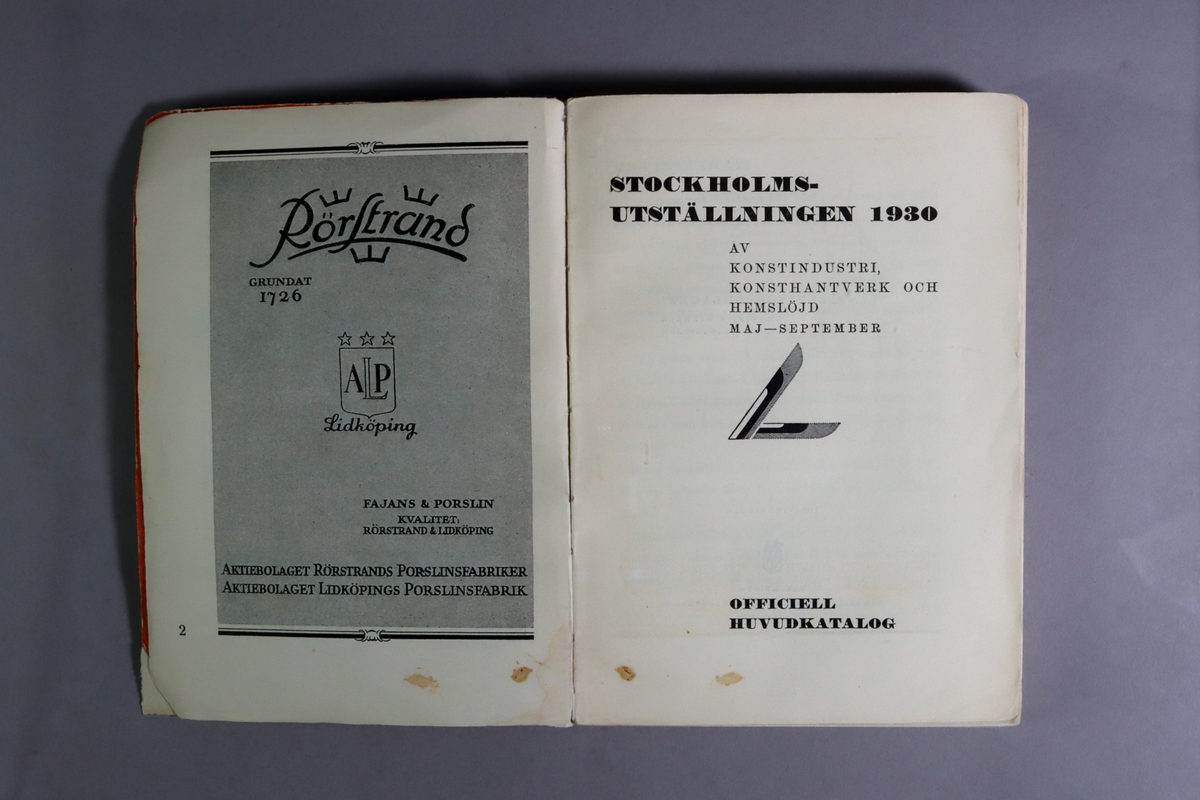 Rörstrand
GRUNDAT
1726
ALP
Lidköping
FAJANS & PORSLIN
KVALITET:
RÖRSTRAND & LIDKÖPING
AKTIEBOLAGET RÖRSTRANDS PORSLINSFABRIKER
AKTIEBOLAGET LIDKÖPINGS PORSLINSFABRIK
2
STOCKHOLMS-
UTSTÄLLNINGEN 1930
AV
KONSTINDUSTRI,
KONSTHANTVERK OCH
HEMSLÖJD
MAJ—SEPTEMBER
OFFICIELL
HUVUDKATALOG